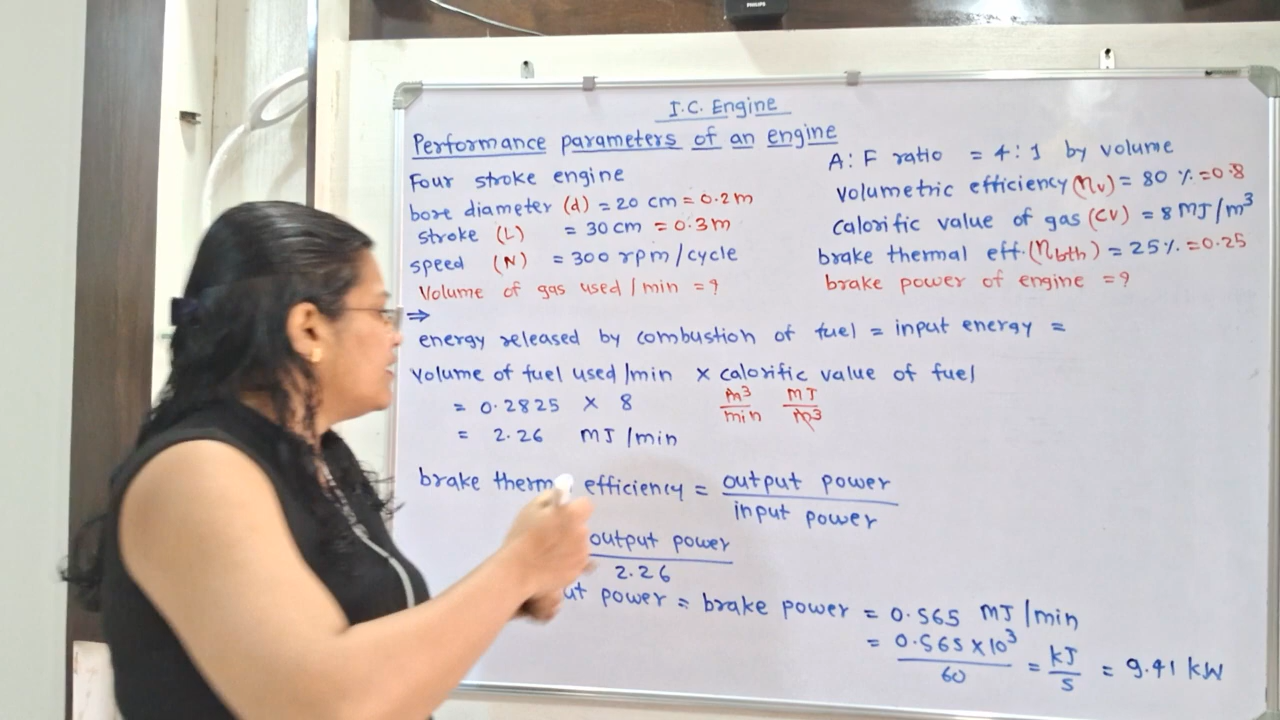 PHILIPS
I.C. Engine
Performance parameters of an engine
Four stroke engine
bore diameter (d) = 20 cm = 0.2 m
stroke (L) = 30 cm = 0.3 m
speed (N) = 300 rpm/cycle
Volume of gas used/min = ?
A:F ratio = 4:1 by volume
volumetric efficiency (ηv) = 80 % = 0.8
calorific value of gas (CV) = 8 MJ/m³
brake thermal eff. (ηbth) = 25% = 0.25
brake power of engine = ?
⇒
energy released by combustion of fuel = input energy =
volume of fuel used/min × calorific value of fuel
= 0.2825 × 8 m³/min MJ/m³
= 2.26 MJ/min
brake therm efficiency = output power / input power
output power / 2.26
ut power = brake power = 0.565 MJ/min
= 0.565×10³/60 = kJ/s = 9.41 kW